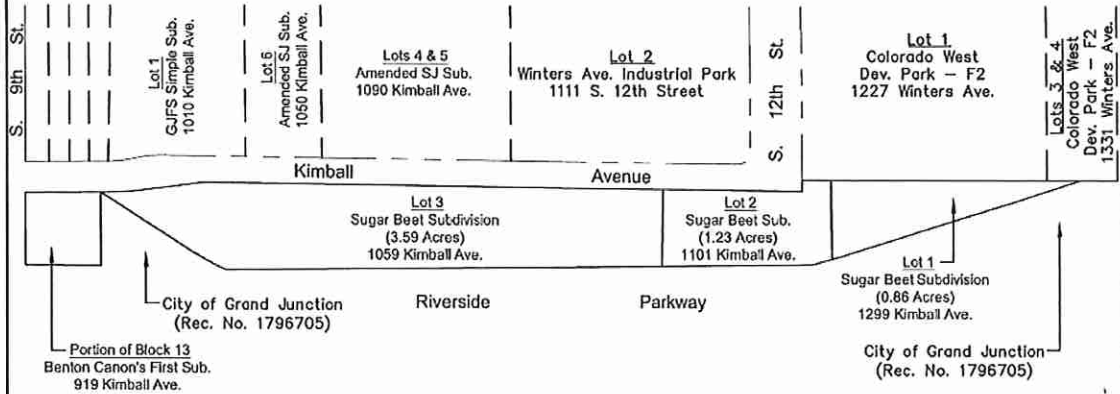 S. 9th St.
Lot 1
GJFS Simple Sub.
1010 Kimball Ave.
Lot 6
Amended SJ Sub.
1050 Kimball Ave.
Lots 4 & 5
Amended SJ Sub.
1090 Kimball Ave.
Lot 2
Winters Ave. Industrial Park
1111 S. 12th Street
S. 12th St.
Lot 1
Colorado West
Dev. Park – F2
1227 Winters Ave.
Lots 3 & 4
Colorado West
Dev. Park – F2
1331 Winters Ave.
Kimball Avenue
Lot 3
Sugar Beet Subdivision
(3.59 Acres)
1059 Kimball Ave.
Lot 2
Sugar Beet Sub.
(1.23 Acres)
1101 Kimball Ave.
Lot 1
Sugar Beet Subdivision
(0.86 Acres)
1299 Kimball Ave.
City of Grand Junction
(Rec. No. 1796705)
Riverside Parkway
Portion of Block 13
Benton Canon's First Sub.
919 Kimball Ave.
City of Grand Junction
(Rec. No. 1796705)